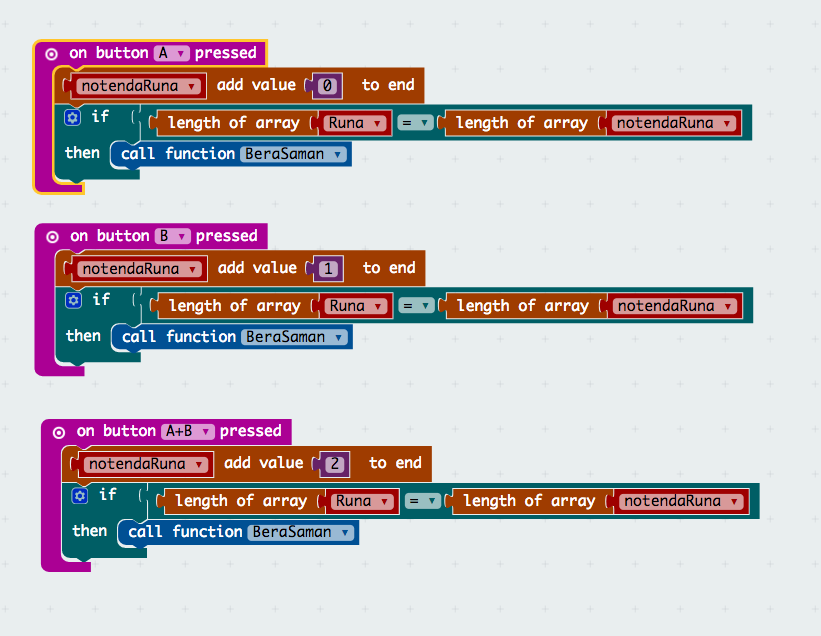 on button A ▾ pressed
notendaRuna ▾ add value 0 to end
if length of array Runa ▾ = ▾ length of array notendaRuna ▾
then call function BeraSaman ▾
on button B ▾ pressed
notendaRuna ▾ add value 1 to end
if length of array Runa ▾ = ▾ length of array notendaRuna ▾
then call function BeraSaman ▾
on button A+B ▾ pressed
notendaRuna ▾ add value 2 to end
if length of array Runa ▾ = ▾ length of array notendaRuna ▾
then call function BeraSaman ▾